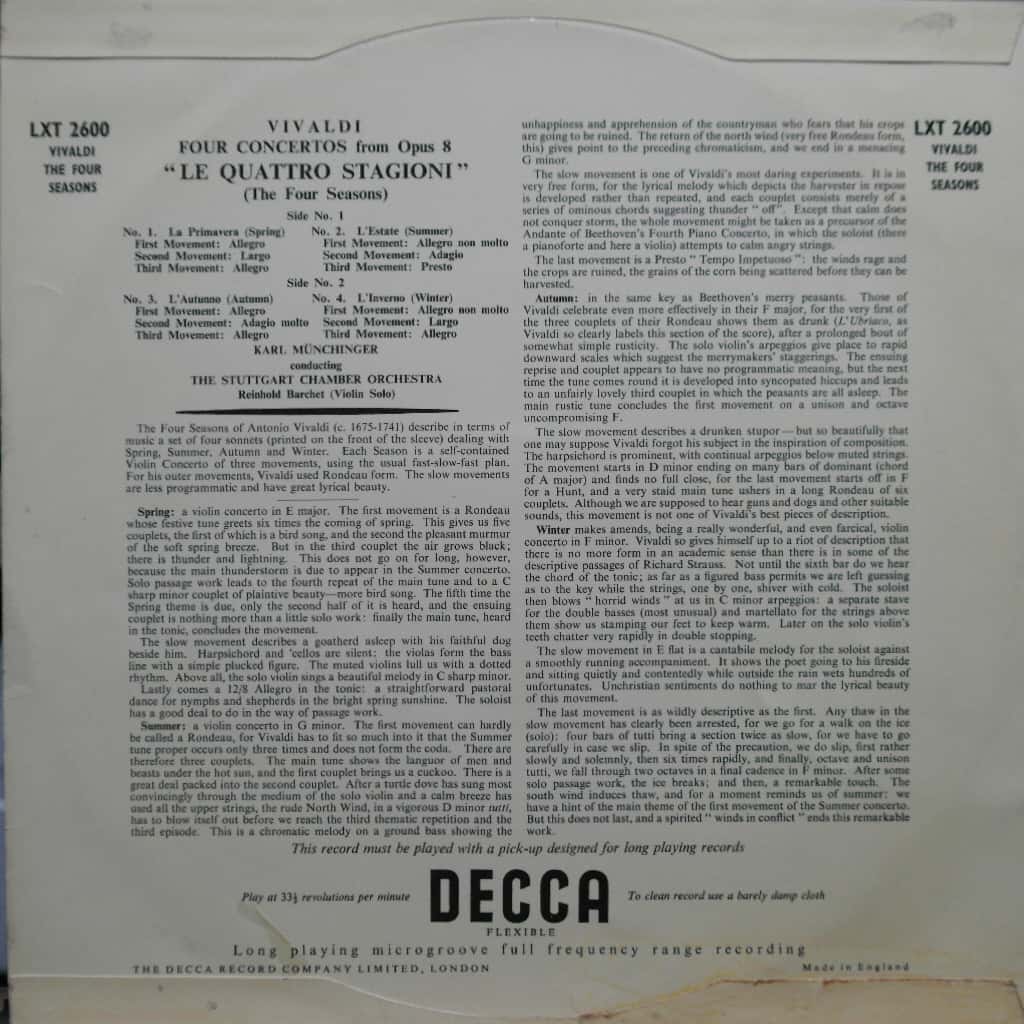 LXT 2600
VIVALDI
THE FOUR
SEASONS
VIVALDI
FOUR CONCERTOS from Opus 8
“LE QUATTRO STAGIONI”
(The Four Seasons)
Side No. 1
No. 1. La Primavera (Spring)
First Movement: Allegro
Second Movement: Largo
Third Movement: Allegro
No. 2. L'Estate (Summer)
First Movement: Allegro non molto
Second Movement: Adagio
Third Movement: Presto
Side No. 2
No. 3. L'Autunno (Autumn)
First Movement: Allegro
Second Movement: Adagio molto
Third Movement: Allegro
No. 4. L'Inverno (Winter)
First Movement: Allegro non molto
Second Movement: Largo
Third Movement: Allegro
KARL MÜNCHINGER
conducting
THE STUTTGART CHAMBER ORCHESTRA
Reinhold Barchet (Violin Solo)
The Four Seasons of Antonio Vivaldi (c. 1675-1741) describe in terms of
music a set of four sonnets (printed on the front of the sleeve) dealing with
Spring, Summer, Autumn and Winter. Each Season is a self-contained
Violin Concerto of three movements, using the usual fast-slow-fast plan.
For his outer movements, Vivaldi used Rondeau form. The slow movements
are less programmatic and have great lyrical beauty.
Spring: a violin concerto in E major. The first movement is a Rondeau
whose festive tune greets six times the coming of spring. This gives us five
couplets, the first of which is a bird song, and the second the pleasant murmur
of the soft spring breeze. But in the third couplet the air grows black;
there is thunder and lightning. This does not go on for long, however,
because the main thunderstorm is due to appear in the Summer concerto.
Solo passage work leads to the fourth repeat of the main tune and to a C
sharp minor couplet of plaintive beauty—more bird song. The fifth time the
Spring theme is due, only the second half of it is heard, and the ensuing
couplet is nothing more than a little solo work: finally the main tune, heard
in the tonic, concludes the movement.
The slow movement describes a goatherd asleep with his faithful dog
beside him. Harpsichord and 'cellos are silent: the violas form the bass
line with a simple plucked figure. The muted violins lull us with a dotted
rhythm. Above all, the solo violin sings a beautiful melody in C sharp minor.
Lastly comes a 12/8 Allegro in the tonic: a straightforward pastoral
dance for nymphs and shepherds in the bright spring sunshine. The soloist
has a good deal to do in the way of passage work.
Summer: a violin concerto in G minor. The first movement can hardly
be called a Rondeau, for Vivaldi has to fit so much into it that the Summer
tune proper occurs only three times and does not form the coda. There are
therefore three couplets. The main tune shows the languor of men and
beasts under the hot sun, and the first couplet brings us a cuckoo. There is a
great deal packed into the second couplet. After a turtle dove has sung most
convincingly through the medium of the solo violin and a calm breeze has
used all the upper strings, the rude North Wind, in a vigorous D minor tutti,
has to blow itself out before we reach the third thematic repetition and the
third episode. This is a chromatic melody on a ground bass showing the
unhappiness and apprehension of the countryman who fears that his crops
are going to be ruined. The return of the north wind (very free Rondeau form,
this) gives point to the preceding chromaticism, and we end in a menacing
G minor.
The slow movement is one of Vivaldi's most daring experiments. It is in
very free form, for the lyrical melody which depicts the harvester in repose
is developed rather than repeated, and each couplet consists merely of a
series of ominous chords suggesting thunder “off”. Except that calm does
not conquer storm, the whole movement might be taken as a precursor of the
Andante of Beethoven's Fourth Piano Concerto, in which the soloist (there
a pianoforte and here a violin) attempts to calm angry strings.
The last movement is a Presto “Tempo Impetuoso”: the winds rage and
the crops are ruined, the grains of the corn being scattered before they can be
harvested.
Autumn: in the same key as Beethoven's merry peasants. Those of
Vivaldi celebrate even more effectively in their F major, for the very first of
the three couplets of their Rondeau shows them as drunk (L'Ubriaco, as
Vivaldi so clearly labels this section of the score), after a prolonged bout of
somewhat simple rusticity. The solo violin's arpeggios give place to rapid
downward scales which suggest the merrymakers' staggerings. The ensuing
reprise and couplet appears to have no programmatic meaning, but the next
time the tune comes round it is developed into syncopated hiccups and leads
to an unfairly lovely third couplet in which the peasants are all asleep. The
main rustic tune concludes the first movement on a unison and octave
uncompromising F.
The slow movement describes a drunken stupor—but so beautifully that
one may suppose Vivaldi forgot his subject in the inspiration of composition.
The harpsichord is prominent, with continual arpeggios below muted strings.
The movement starts in D minor ending on many bars of dominant (chord
of A major) and finds no full close, for the last movement starts off in F
for a Hunt, and a very staid main tune ushers in a long Rondeau of six
couplets. Although we are supposed to hear guns and dogs and other suitable
sounds, this movement is not one of Vivaldi's best pieces of description.
Winter makes amends, being a really wonderful, and even farcical, violin
concerto in F minor. Vivaldi so gives himself up to a riot of description that
there is no more form in an academic sense than there is in some of the
descriptive passages of Richard Strauss. Not until the sixth bar do we hear
the chord of the tonic; as far as a figured bass permits we are left guessing
as to the key while the strings, one by one, shiver with cold. The soloist
then blows “horrid winds” at us in C minor arpeggios: a separate stave
for the double basses (most unusual) and martellato for the strings above
them show us stamping our feet to keep warm. Later on the solo violin's
teeth chatter very rapidly in double stopping.
The slow movement in E flat is a cantabile melody for the soloist against
a smoothly running accompaniment. It shows the poet going to his fireside
and sitting quietly and contentedly while outside the rain wets hundreds of
unfortunates. Unchristian sentiments do nothing to mar the lyrical beauty
of this movement.
The last movement is as wildly descriptive as the first. Any thaw in the
slow movement has clearly been arrested, for we go for a walk on the ice
(solo): four bars of tutti bring a section twice as slow, for we have to go
carefully in case we slip. In spite of the precaution, we do slip, first rather
slowly and solemnly, then six times rapidly, and finally, octave and unison
tutti, we fall through two octaves in a final cadence in F minor. After some
solo passage work, the ice breaks; and then, a remarkable touch. The
south wind induces thaw, and for a moment reminds us of summer: we
have a hint of the main theme of the first movement of the Summer concerto.
But this does not last, and a spirited “winds in conflict” ends this remarkable
work.
LXT 2600
VIVALDI
THE FOUR
SEASONS
This record must be played with a pick-up designed for long playing records
Play at 33⅓ revolutions per minute
DECCA
FLEXIBLE
To clean record use a barely damp cloth
Long playing microgroove full frequency range recording
THE DECCA RECORD COMPANY LIMITED, LONDON
Made in England